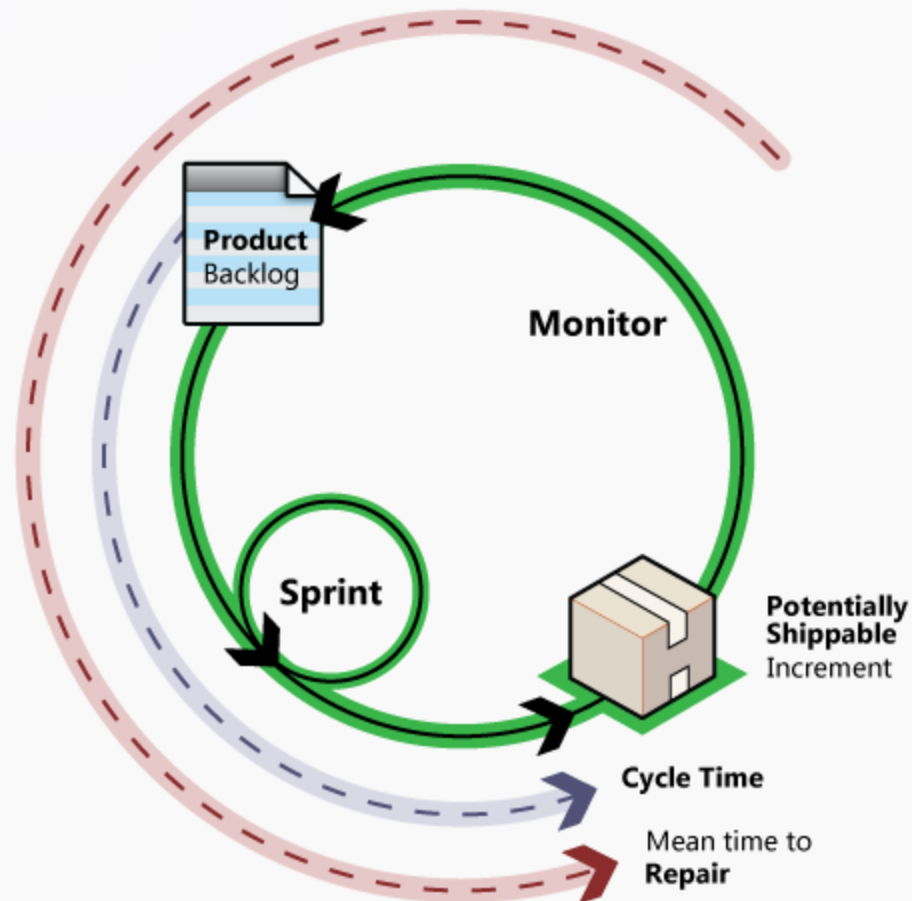 Product
Backlog
Monitor
Sprint
Potentially
Shippable
Increment
Cycle Time
Mean time to
Repair